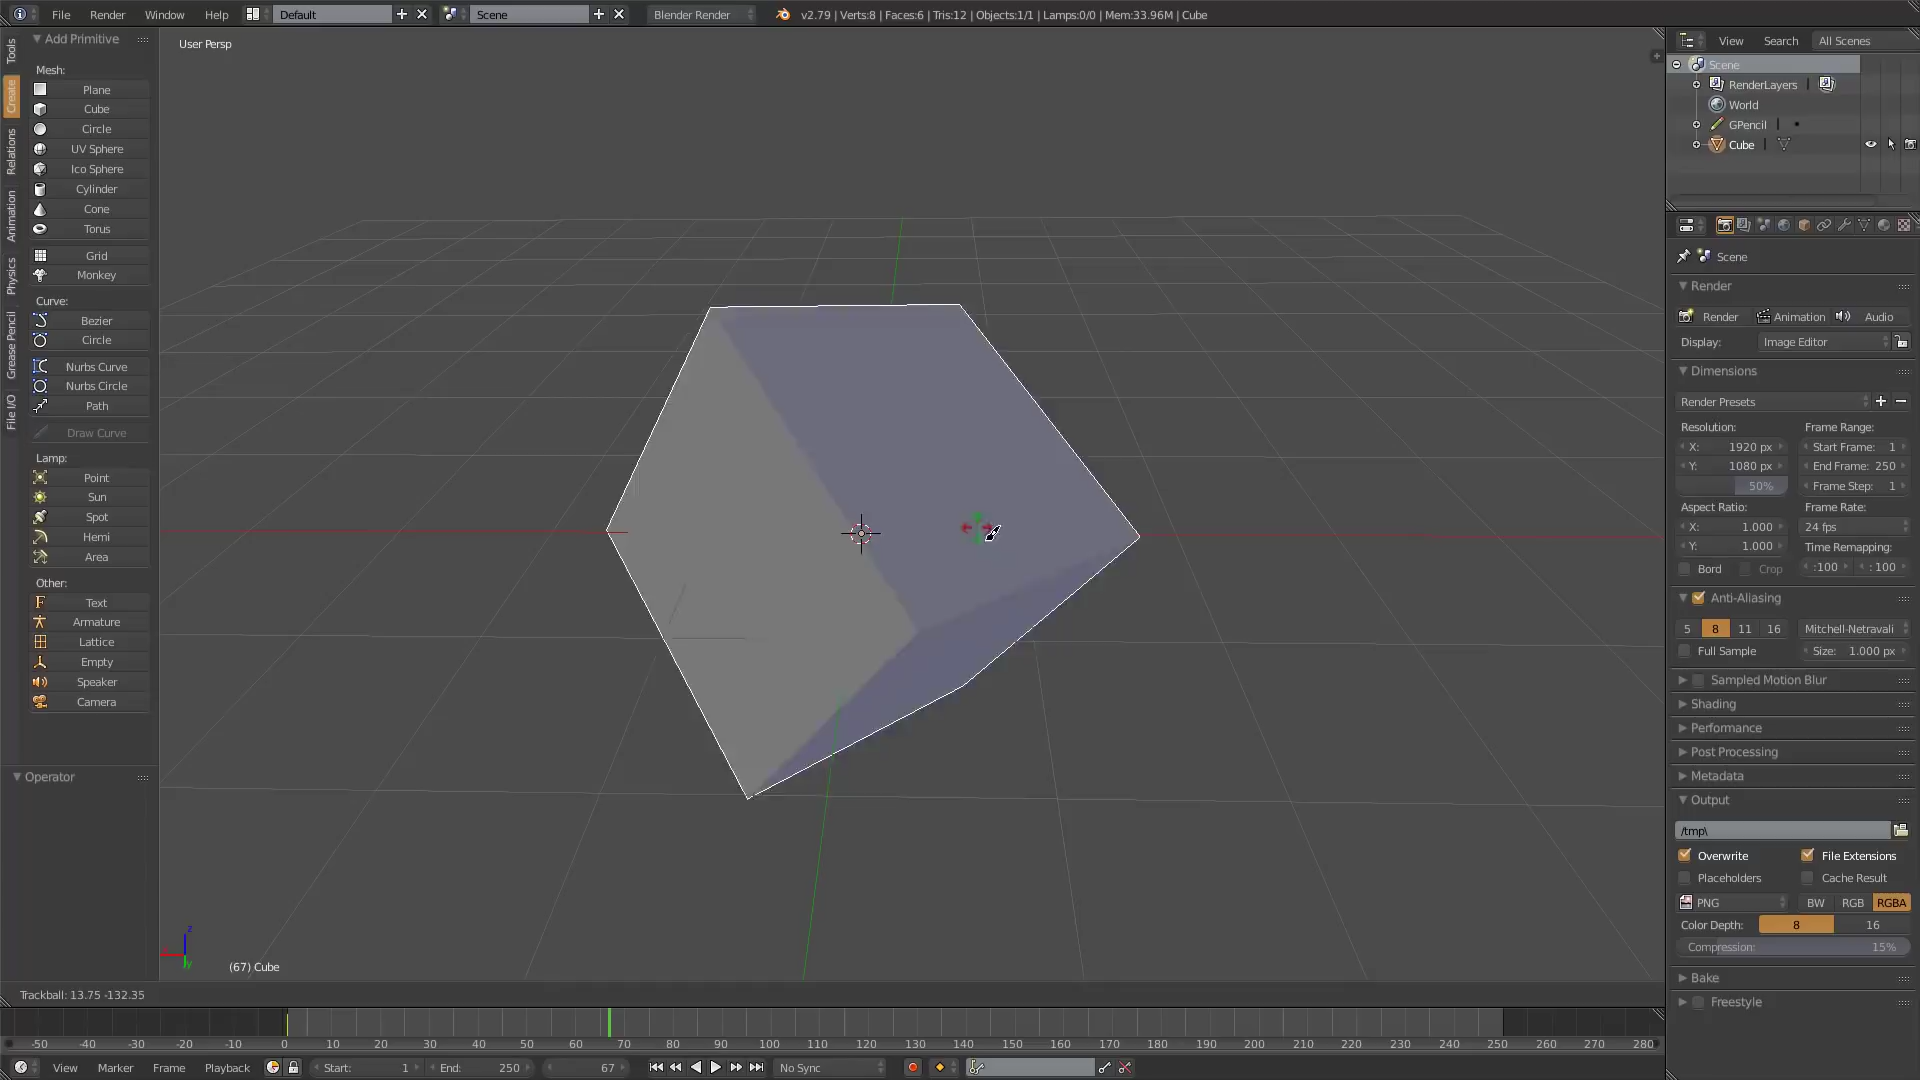 File Render Window Help Default Scene Blender Render v2.79 | Verts:8 | Faces:6 | Tris:12 | Objects:1/1 | Lamps:0/0 | Mem:33.96M | Cube
Tools
Create
Relations
Animation
Physics
Grease Pencil
File I/O
Add Primitive
Mesh:
Plane
Cube
Circle
UV Sphere
Ico Sphere
Cylinder
Cone
Torus
Grid
Monkey
Curve:
Bezier
Circle
Nurbs Curve
Nurbs Circle
Path
Draw Curve
Lamp:
Point
Sun
Spot
Hemi
Area
Other:
Text
Armature
Lattice
Empty
Speaker
Camera
Operator
User Persp
z
y
(67) Cube
Trackball: 13.75 -132.35
View Search All Scenes
Scene
RenderLayers
World
GPencil
Cube
Scene
Render
Render Animation Audio
Display: Image Editor
Dimensions
Render Presets
Resolution: Frame Range:
X: 1920 px Start Frame: 1
Y: 1080 px End Frame: 250
50% Frame Step: 1
Aspect Ratio: Frame Rate:
X: 1.000 24 fps
Y: 1.000 Time Remapping:
Bord Crop :100 :100
Anti-Aliasing
5 8 11 16 Mitchell-Netravali
Full Sample Size: 1.000 px
Sampled Motion Blur
Shading
Performance
Post Processing
Metadata
Output
/tmp\
Overwrite File Extensions
Placeholders Cache Result
PNG BW RGB RGBA
Color Depth: 8 16
Compression: 15%
Bake
Freestyle
-50 -40 -30 -20 -10 0 10 20 30 40 50 60 70 80 90 100 110 120 130 140 150 160 170 180 190 200 210 220 230 240 250 260 270 280
View Marker Frame Playback Start: 1 End: 250 67 No Sync